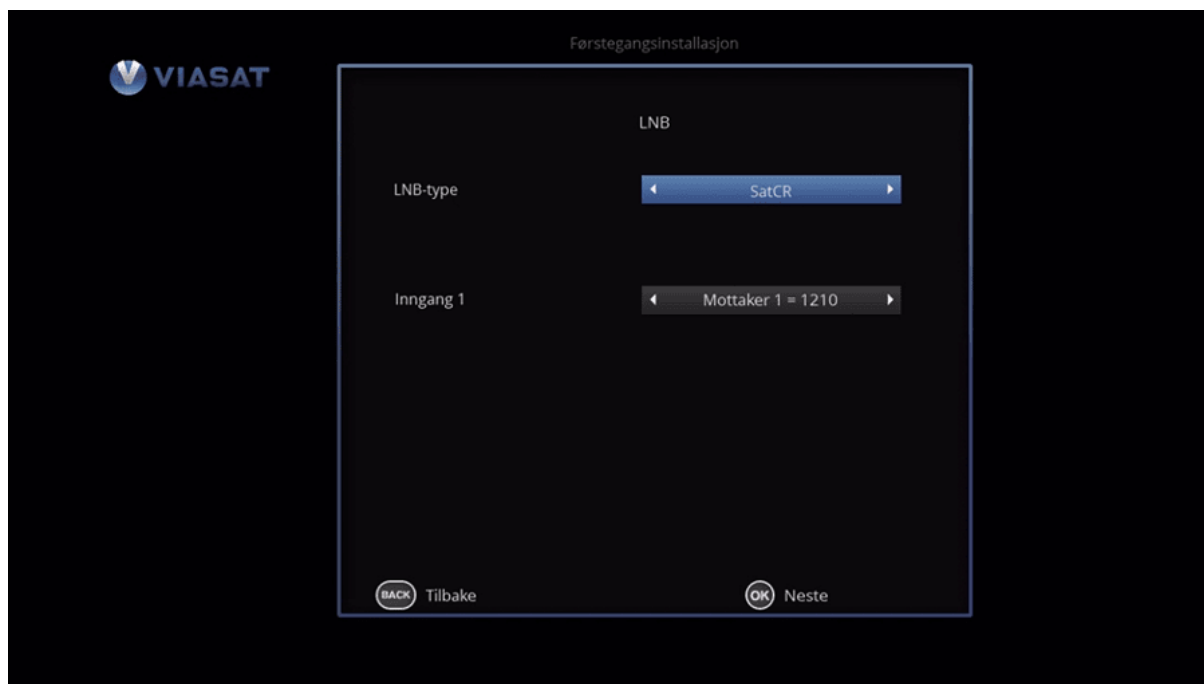 Førstegangsinstallasjon
VIASAT
LNB
LNB-type
SatCR
Inngang 1
Mottaker 1 = 1210
BACK Tilbake
OK Neste